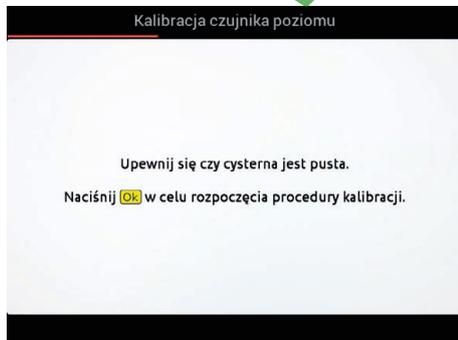 Kalibracja czujnika poziomu
Upewnij się czy cysterna jest pusta.
Naciśnij Ok w celu rozpoczęcia procedury kalibracji.